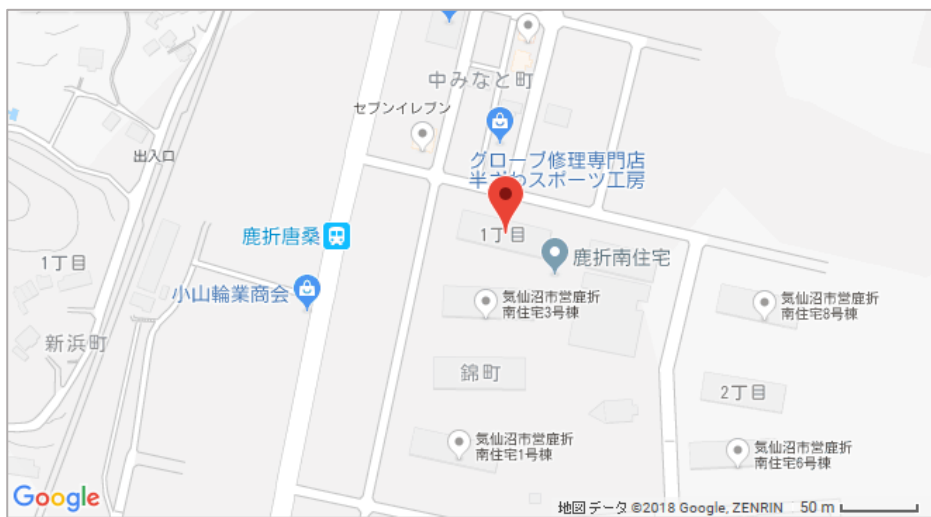 中みなと町
セブンイレブン
グローブ修理専門店
半ざわスポーツ工房
出入口
鹿折唐桑
1丁目
1丁目
鹿折南住宅
小山輪業商会
気仙沼市営鹿折
南住宅3号棟
気仙沼市営鹿折
南住宅8号棟
新浜町
錦町
2丁目
気仙沼市営鹿折
南住宅1号棟
気仙沼市営鹿折
南住宅6号棟
Google
地図データ ©2018 Google, ZENRIN 50 m